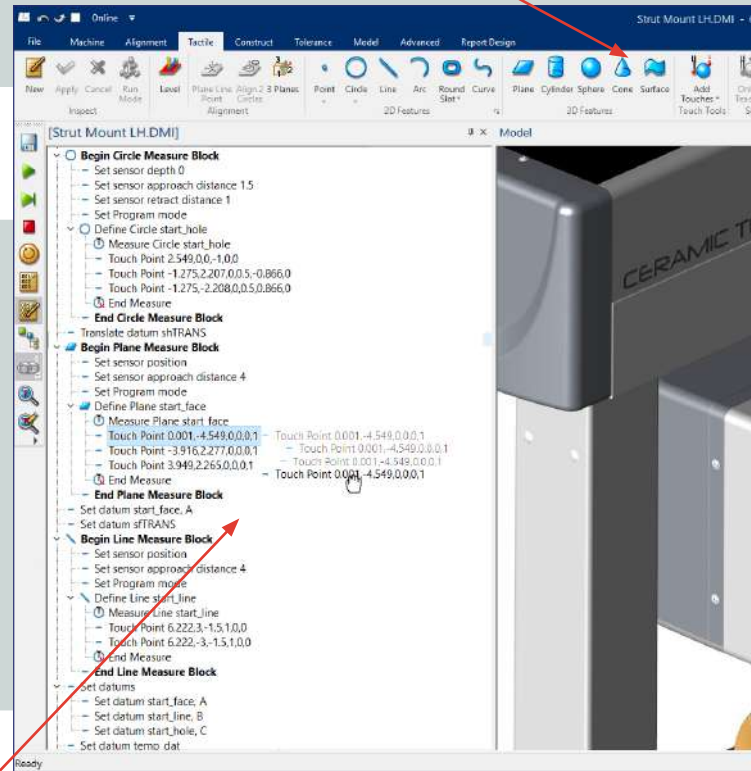 Online
Strut Mount LH.DMI -
File Machine Alignment Tactile Construct Tolerance Model Advanced Report Design
New Apply Cancel Run Mode Level Plane Line Point Align 2 Circles 3 Planes Point Circle Line Arc Round Slot Curve Plane Cylinder Sphere Cone Surface Add Touches
Inspect Alignment 2D Features 3D Features Touch Tools
[Strut Mount LH.DMI] Model
Begin Circle Measure Block
Set sensor depth 0
Set sensor approach distance 1.5
Set sensor retract distance 1
Set Program mode
Define Circle start_hole
Measure Circle start_hole
Touch Point 2.549,0,0,-1,0,0
Touch Point -1.275,2.207,0,0.5,-0.866,0
Touch Point -1.275,-2.208,0,0.5,0.866,0
End Measure
End Circle Measure Block
Translate datum shTRANS
Begin Plane Measure Block
Set sensor position
Set sensor approach distance 4
Set Program mode
Define Plane start_face
Measure Plane start_face
Touch Point 0.001,-4.549,0,0,0,1 Touch Point 0.001,-4.549,0,0,0,1
Touch Point -3.916,2.277,0,0,0,1 Touch Point 0.001,-4.549,0,0,0,1
Touch Point 3.949,2.265,0,0,0,1 Touch Point 0.001,-4.549,0,0,0,1
End Measure Touch Point 0.001,-4.549,0,0,0,1
End Plane Measure Block
Set datum start_face, A
Set datum sfTRANS
Begin Line Measure Block
Set sensor position
Set sensor approach distance 4
Set Program mode
Define Line start_line
Measure Line start_line
Touch Point 6.222,3,-1.5,1,0,0
Touch Point 6.222,-3,-1.5,1,0,0
End Measure
End Line Measure Block
Set datums
Set datum start_face, A
Set datum start_line, B
Set datum start_hole, C
Set datum temp_dat
Ready
CERAMIC